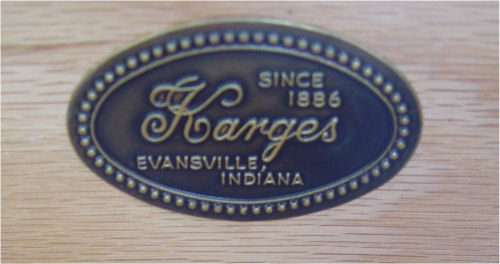 SINCE
1886
Karges
EVANSVILLE,
INDIANA